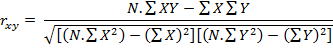 r_xy = N.∑XY − ∑X∑Y / √[(N.∑X²) − (∑X)²][(N.∑Y²) − (∑Y)²]